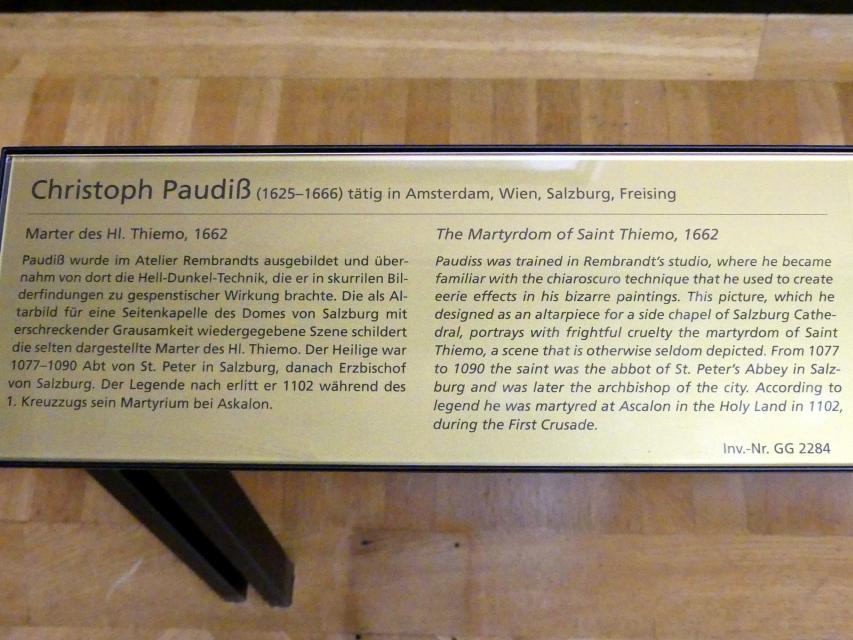 Christoph Paudiß (1625–1666) tätig in Amsterdam, Wien, Salzburg, Freising
Marter des Hl. Thiemo, 1662
Paudiß wurde im Atelier Rembrandts ausgebildet und über-
nahm von dort die Hell-Dunkel-Technik, die er in skurrilen Bil-
derfindungen zu gespenstischer Wirkung brachte. Die als Al-
tarbild für eine Seitenkapelle des Domes von Salzburg mit
erschreckender Grausamkeit wiedergegebene Szene schildert
die selten dargestellte Marter des Hl. Thiemo. Der Heilige war
1077–1090 Abt von St. Peter in Salzburg, danach Erzbischof
von Salzburg. Der Legende nach erlitt er 1102 während des
1. Kreuzzugs sein Martyrium bei Askalon.
The Martyrdom of Saint Thiemo, 1662
Paudiss was trained in Rembrandt's studio, where he became
familiar with the chiaroscuro technique that he used to create
eerie effects in his bizarre paintings. This picture, which he
designed as an altarpiece for a side chapel of Salzburg Cathe-
dral, portrays with frightful cruelty the martyrdom of Saint
Thiemo, a scene that is otherwise seldom depicted. From 1077
to 1090 the saint was the abbot of St. Peter's Abbey in Salz-
burg and was later the archbishop of the city. According to
legend he was martyred at Ascalon in the Holy Land in 1102,
during the First Crusade.
Inv.-Nr. GG 2284